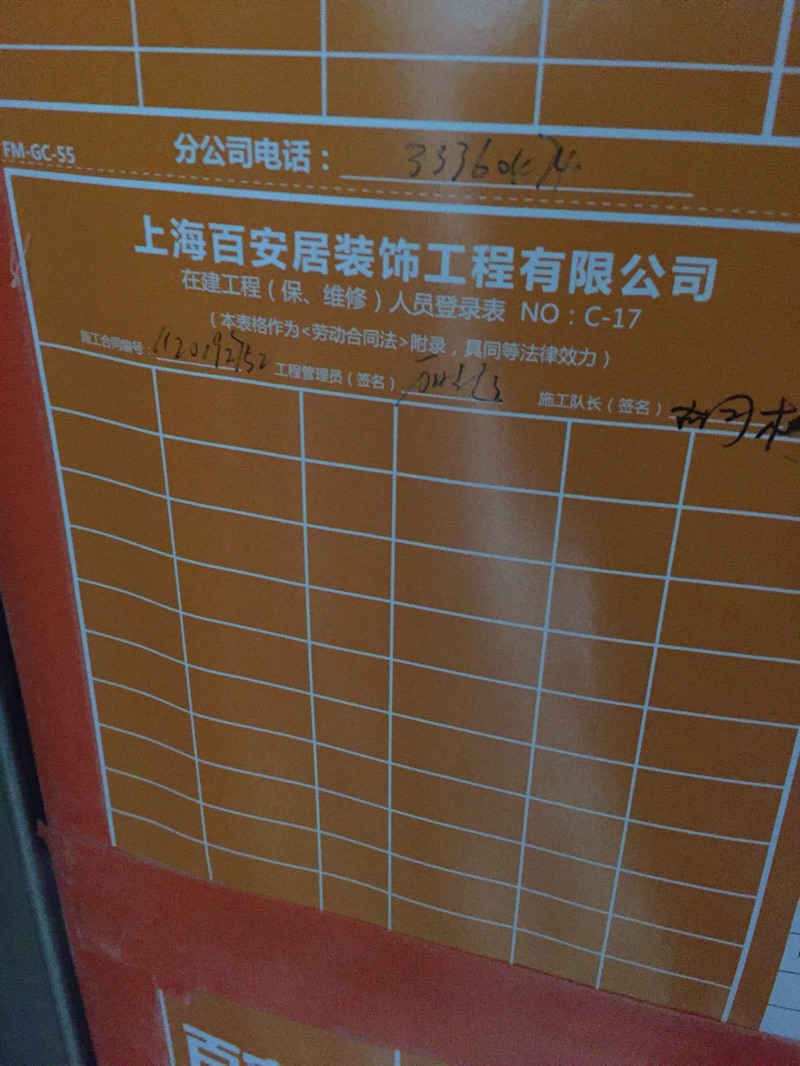 FM-GC-55
分公司电话：33360474
上海百安居装饰工程有限公司
在建工程（保、维修）人员登录表 NO：C-17
（本表格作为<劳动合同法>附录，具同等法律效力）
施工合同编号： 工程管理员（签名） 施工队长（签名）
百